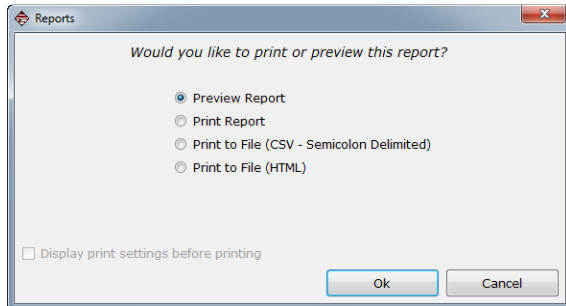 Reports
Would you like to print or preview this report?
Preview Report
Print Report
Print to File (CSV - Semicolon Delimited)
Print to File (HTML)
Display print settings before printing
Ok Cancel